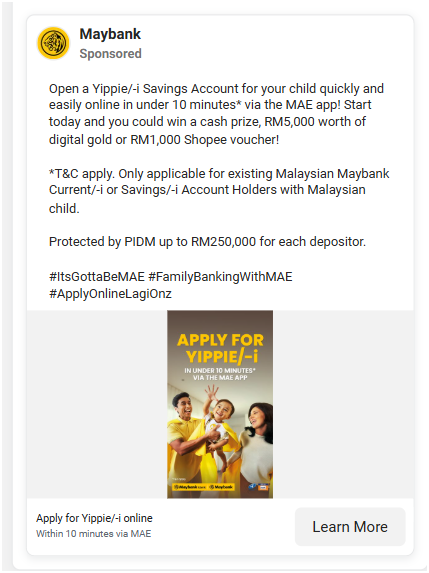 Maybank
Sponsored
Open a Yippie/-i Savings Account for your child quickly and
easily online in under 10 minutes* via the MAE app! Start
today and you could win a cash prize, RM5,000 worth of
digital gold or RM1,000 Shopee voucher!
*T&C apply. Only applicable for existing Malaysian Maybank
Current/-i or Savings/-i Account Holders with Malaysian
child.
Protected by PIDM up to RM250,000 for each depositor.
#ItsGottaBeMAE #FamilyBankingWithMAE
#ApplyOnlineLagiOnz
APPLY FOR
YIPPIE/-i
IN UNDER 10 MINUTES*
VIA THE MAE APP
Maybank Maybank
Apply for Yippie/-i online
Within 10 minutes via MAE
Learn More